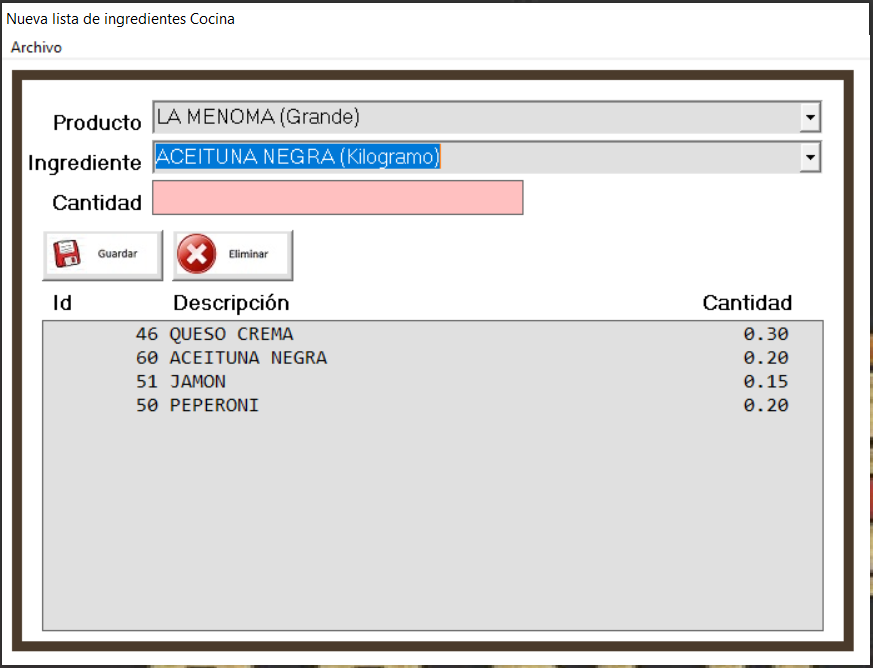 Nueva lista de ingredientes Cocina
Archivo
Producto LA MENOMA (Grande)
Ingrediente ACEITUNA NEGRA (Kilogramo)
Cantidad
Guardar Eliminar
Id Descripción Cantidad
46 QUESO CREMA 0.30
60 ACEITUNA NEGRA 0.20
51 JAMON 0.15
50 PEPERONI 0.20